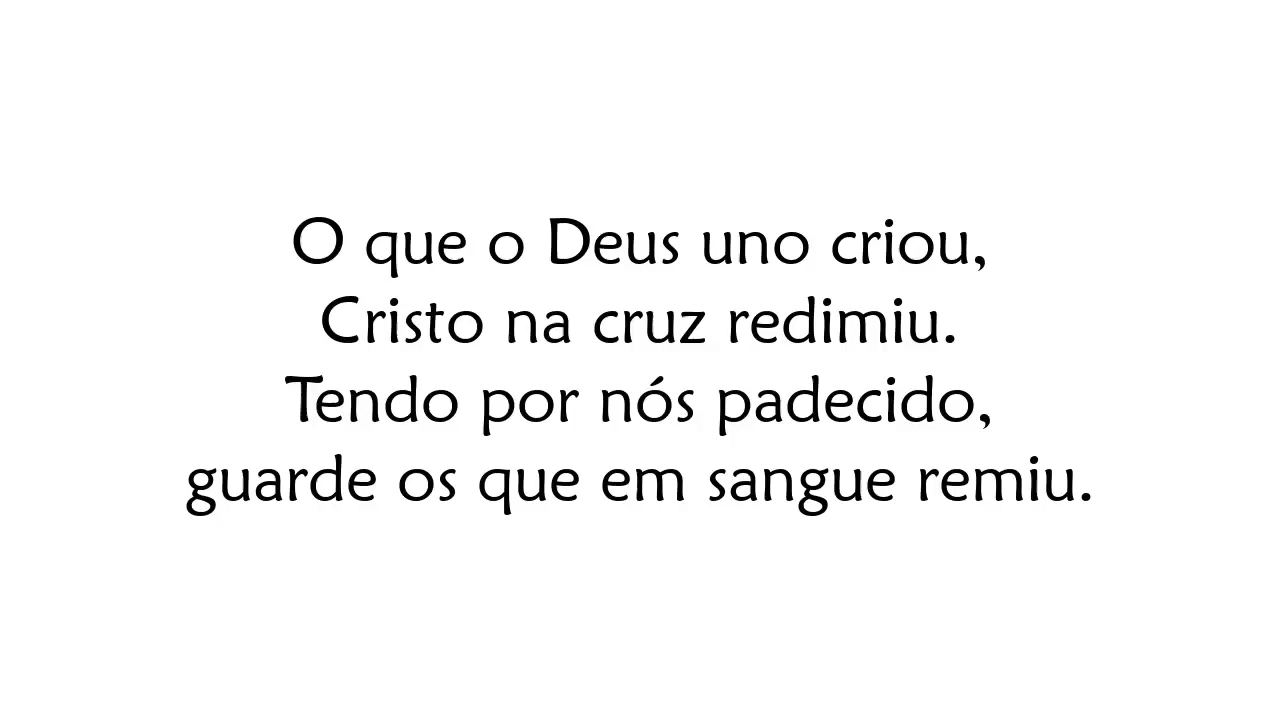 O que o Deus uno criou,
Cristo na cruz redimiu.
Tendo por nós padecido,
guarde os que em sangue remiu.